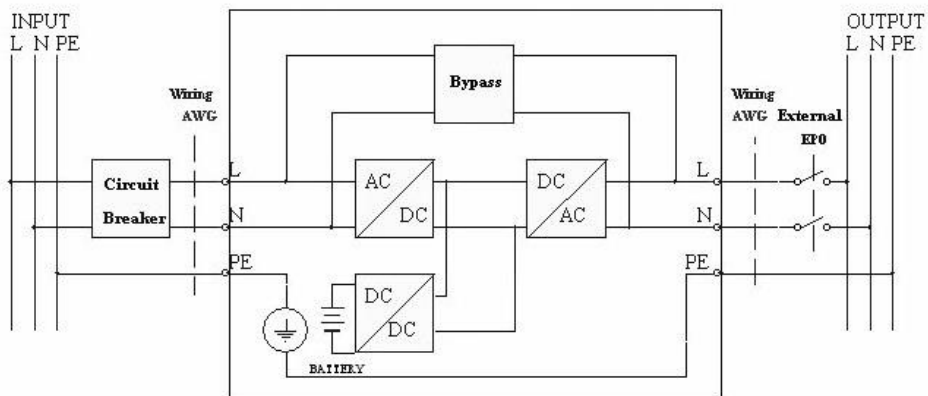 INPUT
L N PE
OUTPUT
L N PE
Bypass
Wiring
AWG
Wiring
AWG
External
EPO
Circuit
Breaker
L
N
PE
AC
DC
DC
AC
L
N
PE
DC
DC
BATTERY